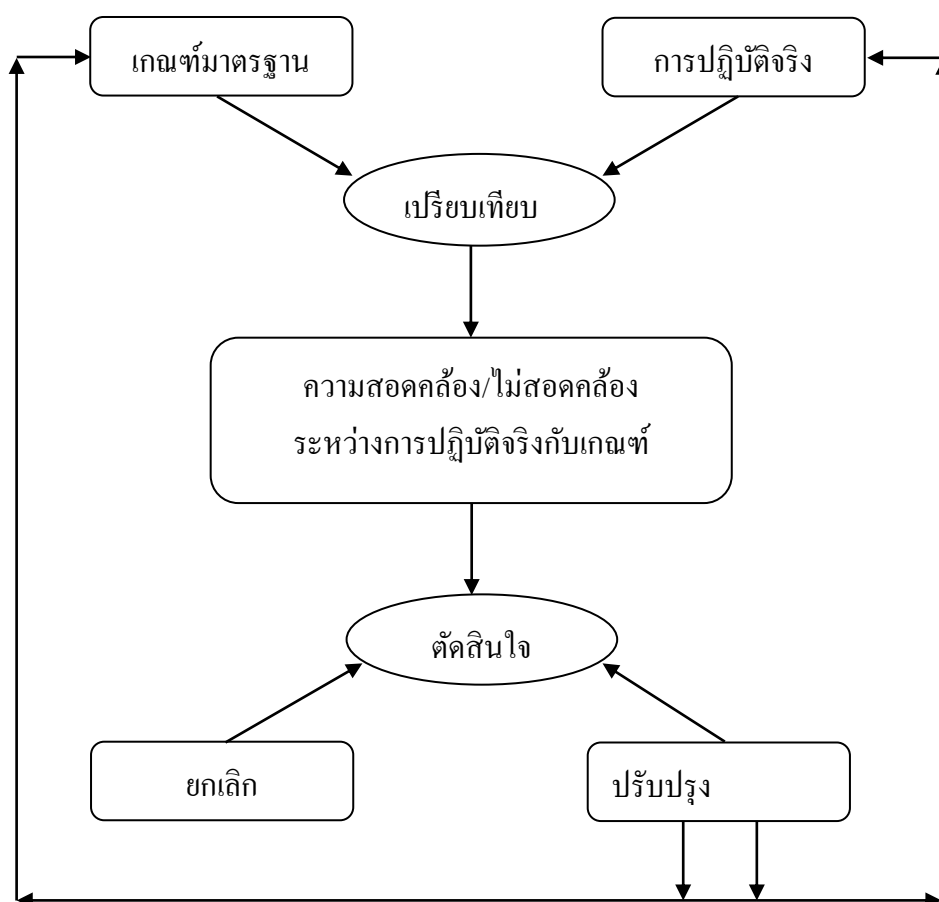 เกณฑ์มาตรฐาน
การปฏิบัติจริง
เปรียบเทียบ
ความสอดคล้อง/ไม่สอดคล้อง
ระหว่างการปฏิบัติจริงกับเกณฑ์
ตัดสินใจ
ยกเลิก
ปรับปรุง